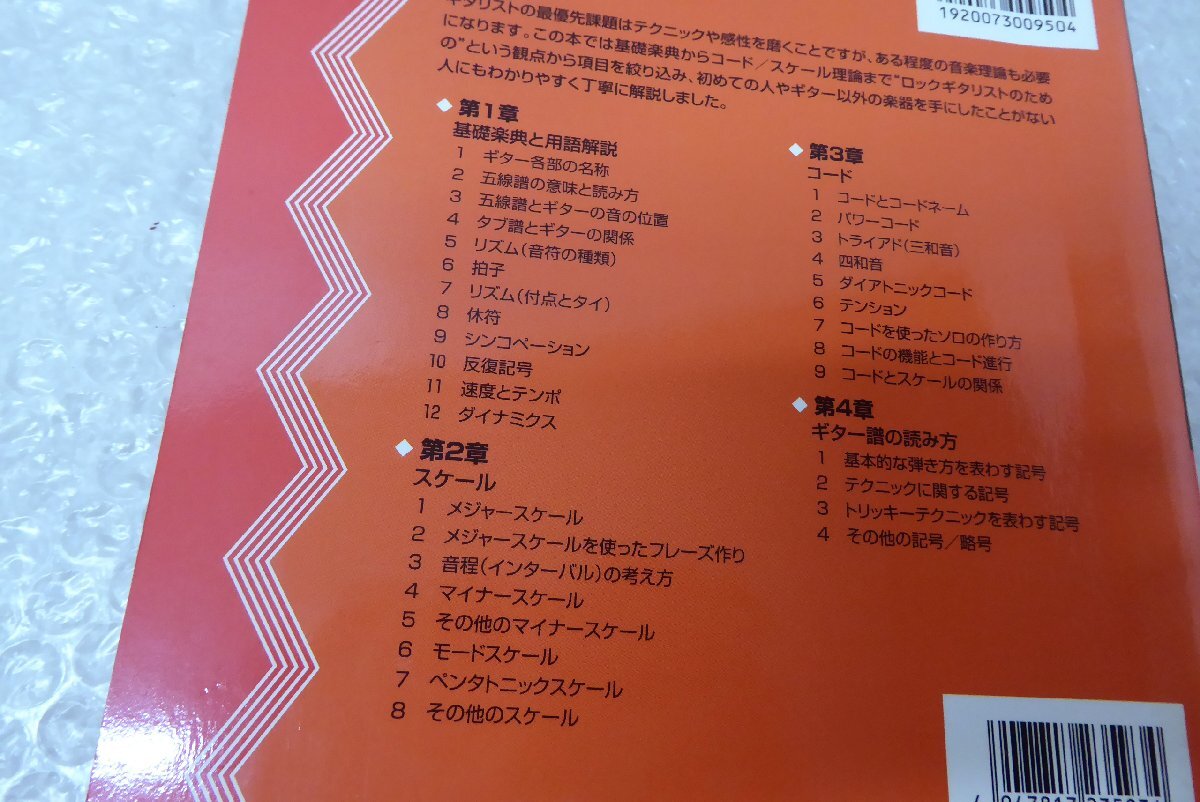 1920073009504
ギタリストの最優先課題はテクニックや感性を磨くことですが、ある程度の音楽理論も必要
になります。この本では基礎楽典からコード／スケール理論まで“ロックギタリストのため
の”という観点から項目を絞り込み、初めての人やギター以外の楽器を手にしたことがない
人にもわかりやすく丁寧に解説しました。
◆ 第1章
基礎楽典と用語解説
1 ギター各部の名称
2 五線譜の意味と読み方
3 五線譜とギターの音の位置
4 タブ譜とギターの関係
5 リズム（音符の種類）
6 拍子
7 リズム（付点とタイ）
8 休符
9 シンコペーション
10 反復記号
11 速度とテンポ
12 ダイナミクス
◆ 第2章
スケール
1 メジャースケール
2 メジャースケールを使ったフレーズ作り
3 音程（インターバル）の考え方
4 マイナースケール
5 その他のマイナースケール
6 モードスケール
7 ペンタトニックスケール
8 その他のスケール
◆ 第3章
コード
1 コードとコードネーム
2 パワーコード
3 トライアド（三和音）
4 四和音
5 ダイアトニックコード
6 テンション
7 コードを使ったソロの作り方
8 コードの機能とコード進行
9 コードとスケールの関係
◆ 第4章
ギター譜の読み方
1 基本的な弾き方を表わす記号
2 テクニックに関する記号
3 トリッキーテクニックを表わす記号
4 その他の記号／略号